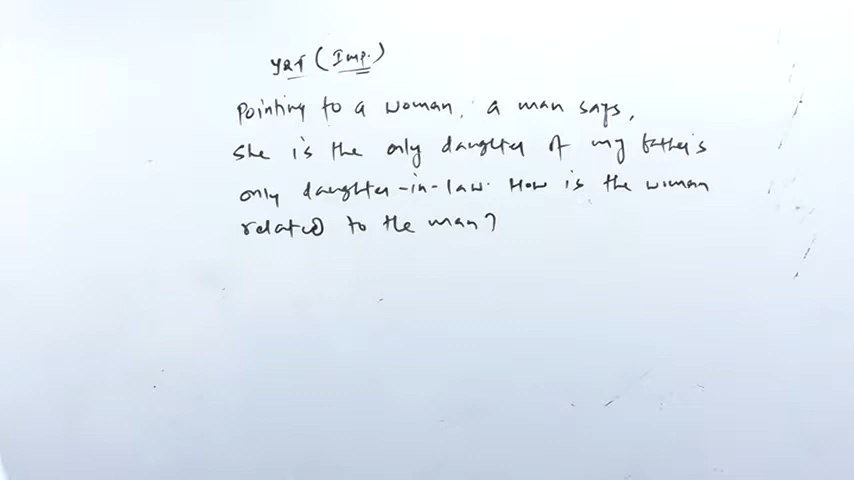 (Imp.)
Pointing to a woman, a man says,
She is the only daughter of my father's
only daughter-in-law. How is the woman
related to the man?